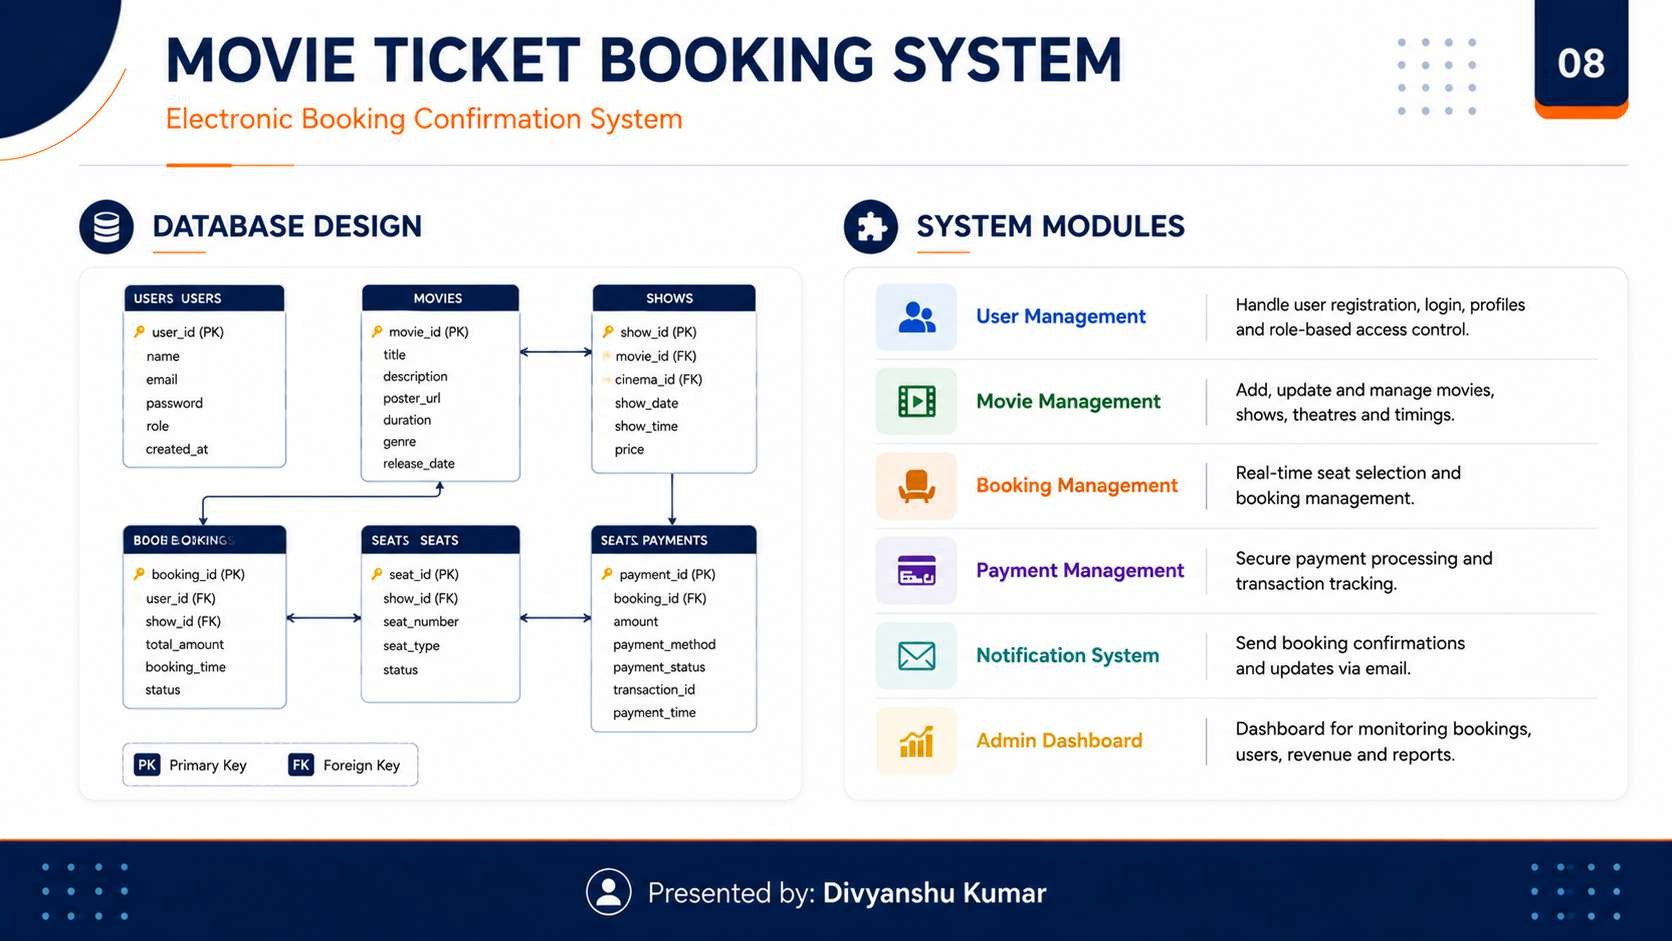 MOVIE TICKET BOOKING SYSTEM
Electronic Booking Confirmation System
08
DATABASE DESIGN
USERS USERS
user_id (PK)
name
email
password
role
created_at
MOVIES
movie_id (PK)
title
description
poster_url
duration
genre
release_date
SHOWS
show_id (PK)
movie_id (FK)
cinema_id (FK)
show_date
show_time
price
booking_id (PK)
user_id (FK)
show_id (FK)
total_amount
booking_time
status
SEATS SEATS
seat_id (PK)
show_id (FK)
seat_number
seat_type
status
PAYMENTS
payment_id (PK)
booking_id (FK)
amount
payment_method
payment_status
transaction_id
payment_time
PK Primary Key FK Foreign Key
SYSTEM MODULES
User Management
Handle user registration, login, profiles
and role-based access control.
Movie Management
Add, update and manage movies,
shows, theatres and timings.
Booking Management
Real-time seat selection and
booking management.
Payment Management
Secure payment processing and
transaction tracking.
Notification System
Send booking confirmations
and updates via email.
Admin Dashboard
Dashboard for monitoring bookings,
users, revenue and reports.
Presented by: Divyanshu Kumar